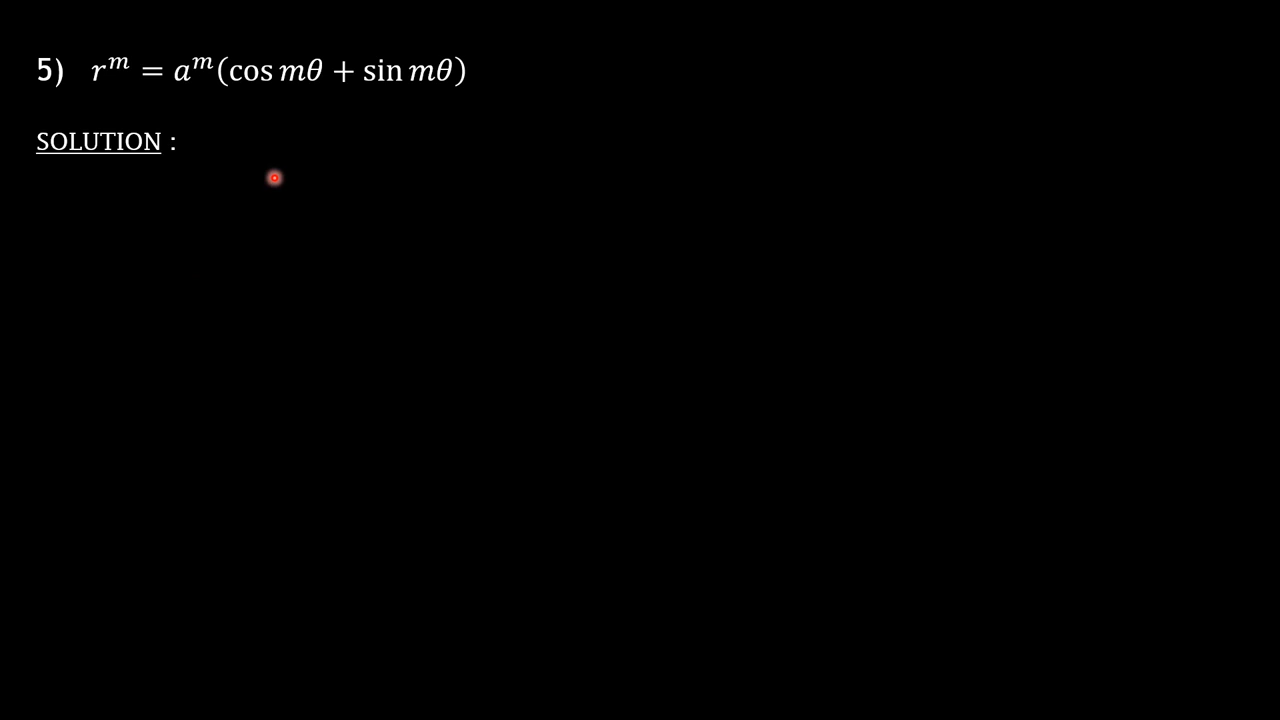 5) r^m = a^m(cos mθ + sin mθ)
SOLUTION :